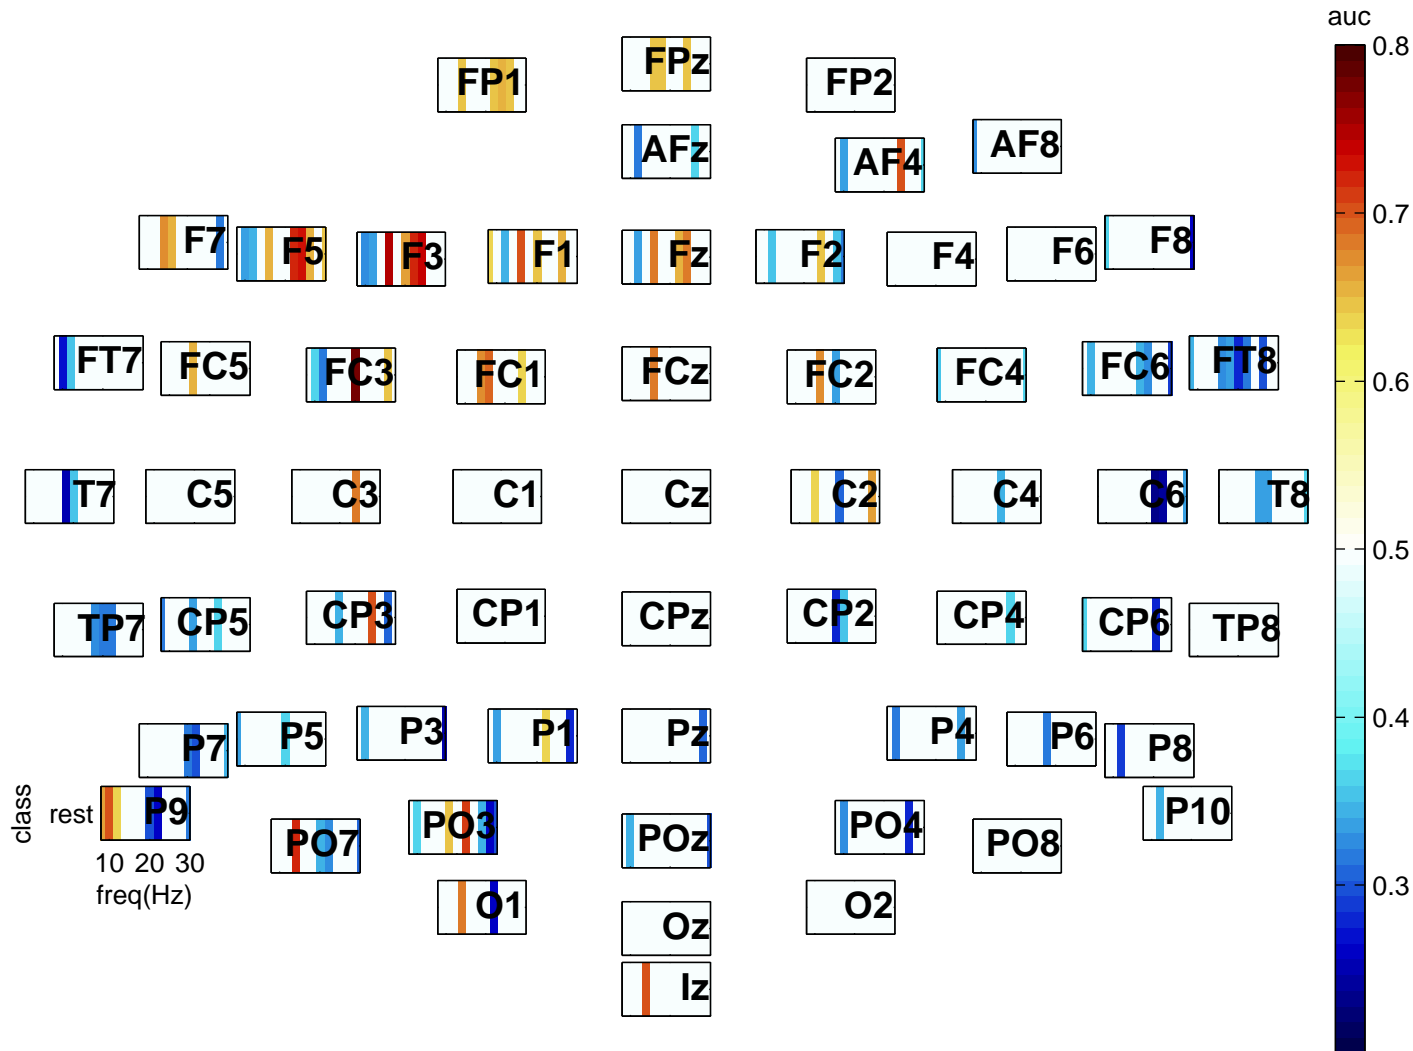 auc
0.8
FPz
FP1
FP2
AFz
AF8
AF4
0.7
F7
F5
F3
F1
Fz
F2
F4
F6
F8
FT7
FC5
FC3
FC1
FCz
FC2
FC4
FC6
FT8
0.6
T7
C5
C3
C1
Cz
C2
C4
C6
T8
0.5
TP7
CP5
CP3
CP1
CPz
CP2
CP4
CP6
TP8
0.4
P7
P5
P3
P1
Pz
P4
P6
P8
class
rest
P9
PO7
PO3
POz
PO4
PO8
P10
10 20 30
freq(Hz)
0.3
O1
Oz
O2
Iz